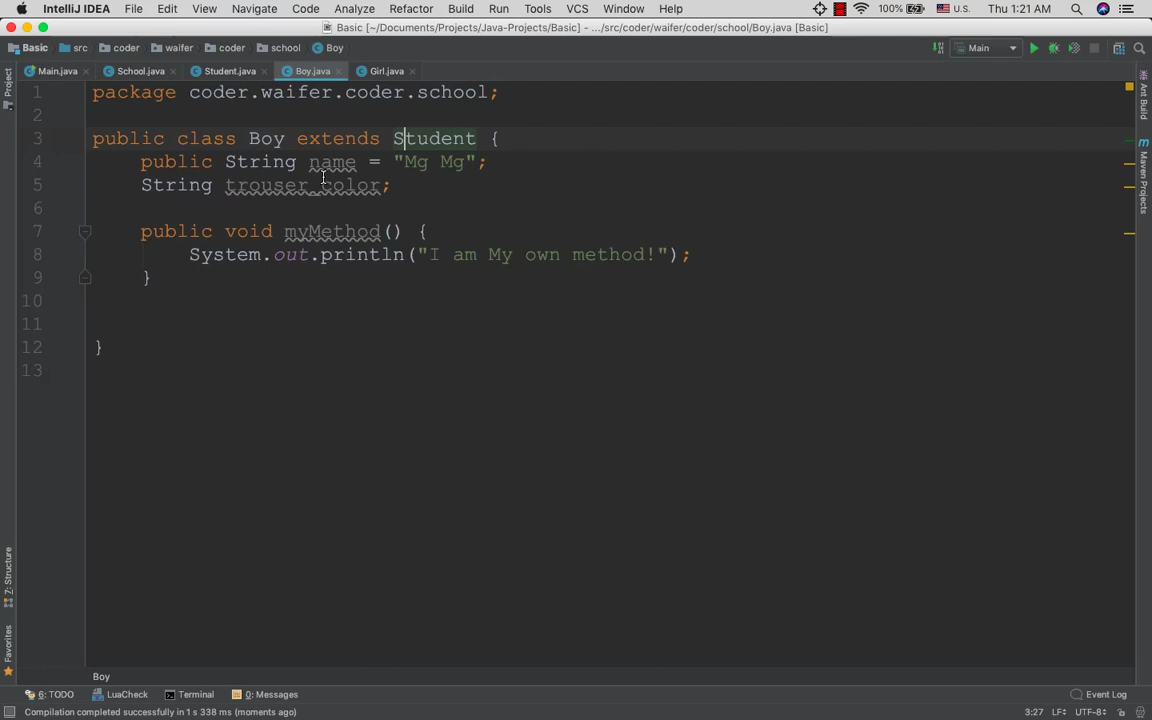 IntelliJ IDEA File Edit View Navigate Code Analyze Refactor Build Run Tools VCS Window Help 100% U.S. Thu 1:21 AM
Basic [~/Documents/Projects/Java-Projects/Basic] - .../src/coder/waifer/coder/school/Boy.java [Basic]
Basic src coder waifer coder school Boy Main
Main.java School.java Student.java Boy.java Girl.java
Project
Ant Build
Maven Projects
Z: Structure
Favorites
1 package coder.waifer.coder.school;
2
3 public class Boy extends Student {
4 public String name = "Mg Mg";
5 String trouser_color;
6
7 public void myMethod() {
8 System.out.println("I am My own method!");
9 }
10
11
12 }
13
Boy
6: TODO LuaCheck Terminal 0: Messages Event Log
Compilation completed successfully in 1 s 338 ms (moments ago) 3:27 LF÷ UTF-8÷